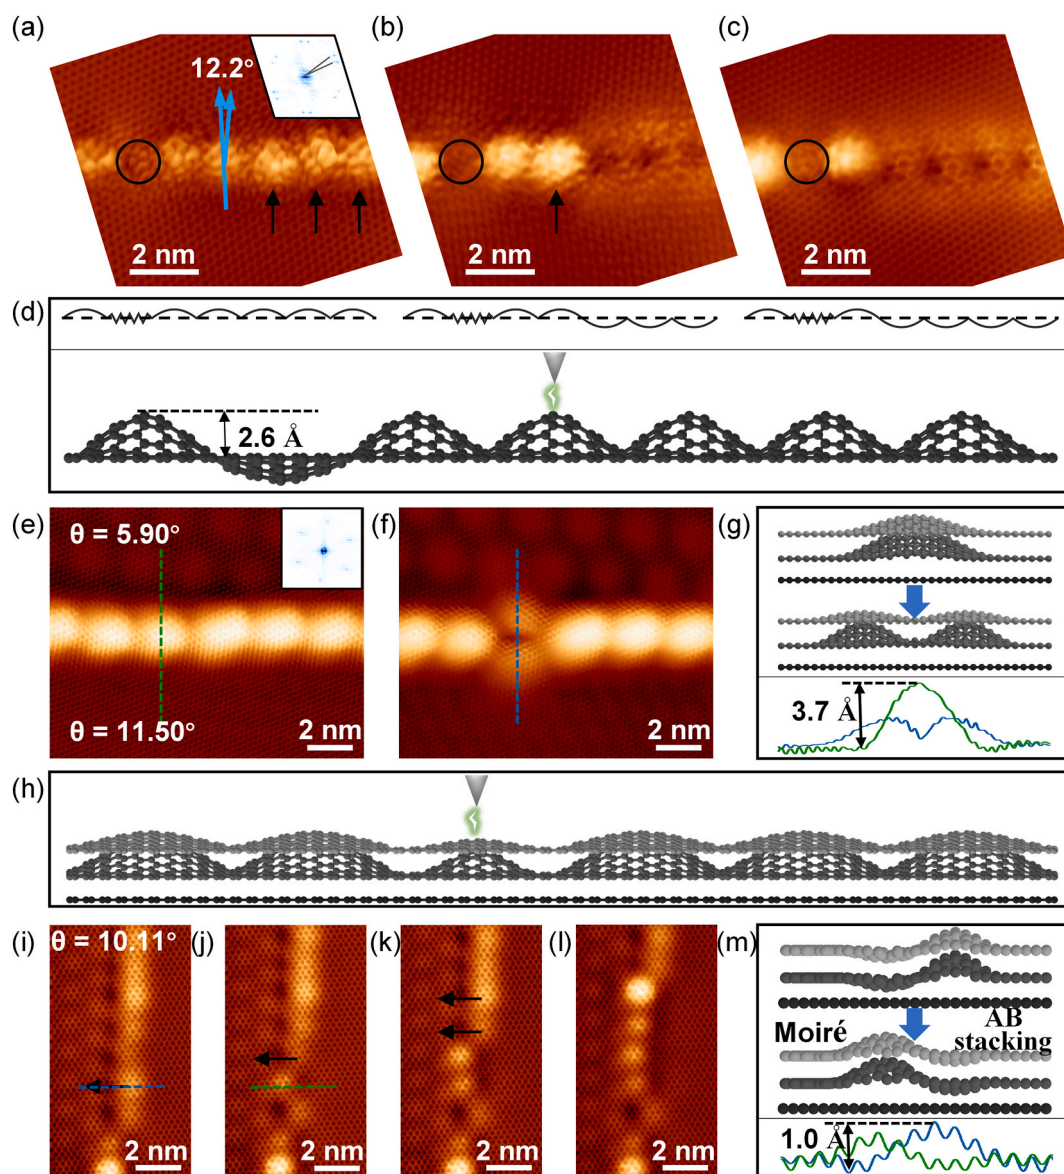 (a)
(b)
(c)
12.2°
2 nm
2 nm
2 nm
(d)
2.6 Å
(e)
(f)
(g)
θ = 5.90°
θ = 11.50°
2 nm
2 nm
3.7 Å
(h)
(i)
(j)
(k)
(l)
(m)
θ = 10.11°
Moiré
AB
stacking
2 nm
2 nm
2 nm
2 nm
1.0 Å